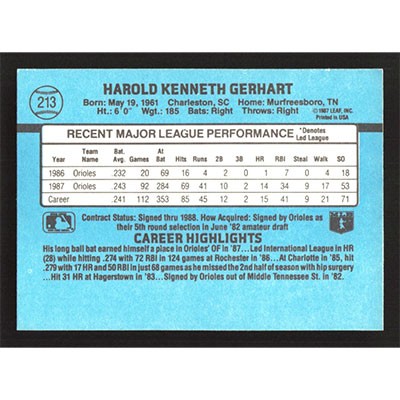 213
HAROLD KENNETH GERHART
Born: May 19, 1961 Charleston, SC Home: Murfreesboro, TN
Ht.: 6´0˝ Wgt.: 185 Bats: Right Throws: Right
©1987 LEAF, INC.
Printed in USA
RECENT MAJOR LEAGUE PERFORMANCE *Denotes Led League
Year Team Name Bat. Avg. Games At Bat Hits Runs 2B 3B HR RBI Steal Walk SO
1986 Orioles .232 20 69 16 4 2 0 1 7 0 4 18
1987 Orioles .243 92 284 69 41 10 2 14 34 9 17 53
Career .241 112 353 85 45 12 2 15 41 9 21 71
Contract Status: Signed thru 1988. How Acquired: Signed by Orioles as
their 5th round selection in June '82 amateur draft
CAREER HIGHLIGHTS
His long ball bat earned himself a place in Orioles' OF in '87. . .Led International League in HR
(28) while hitting .274 with 72 RBI in 124 games at Rochester in '86. . .At Charlotte in '85, hit
.279 with 17 HR and 50 RBI in just 68 games as he missed the 2nd half of season with hip surgery
. . .Hit 31 HR at Hagerstown in '83. . .Signed by Orioles out of Middle Tennessee St. in '82.